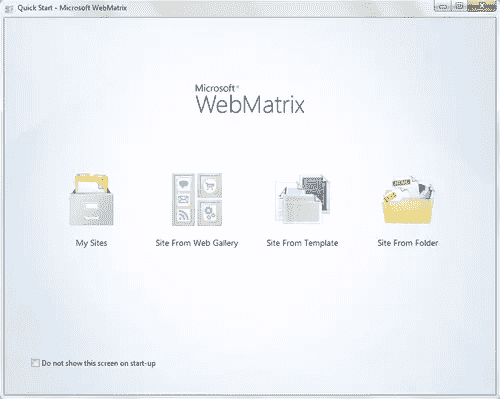 Quick Start - Microsoft WebMatrix
Microsoft®
WebMatrix
My Sites
Site From Web Gallery
Site From Template
Site From Folder
Do not show this screen on start-up